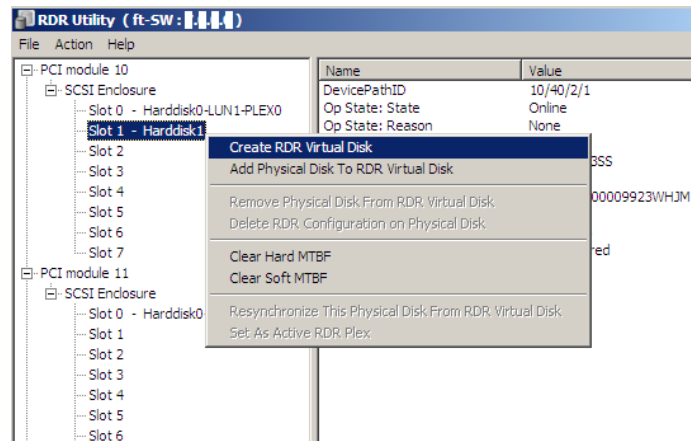 RDR Utility ( ft-SW : . . . )
File Action Help
PCI module 10
SCSI Enclosure
Slot 0 - Harddisk0-LUN1-PLEX0
Slot 1 - Harddisk1
Slot 2
Slot 3
Slot 4
Slot 5
Slot 6
Slot 7
PCI module 11
SCSI Enclosure
Slot 0 - Harddisk0-
Slot 1
Slot 2
Slot 3
Slot 4
Slot 5
Slot 6
Name Value
DevicePathID 10/40/2/1
Op State: State Online
Op State: Reason None
3SS
00009923WHJM
red
Create RDR Virtual Disk
Add Physical Disk To RDR Virtual Disk
Remove Physical Disk From RDR Virtual Disk
Delete RDR Configuration on Physical Disk
Clear Hard MTBF
Clear Soft MTBF
Resynchronize This Physical Disk From RDR Virtual Disk
Set As Active RDR Plex